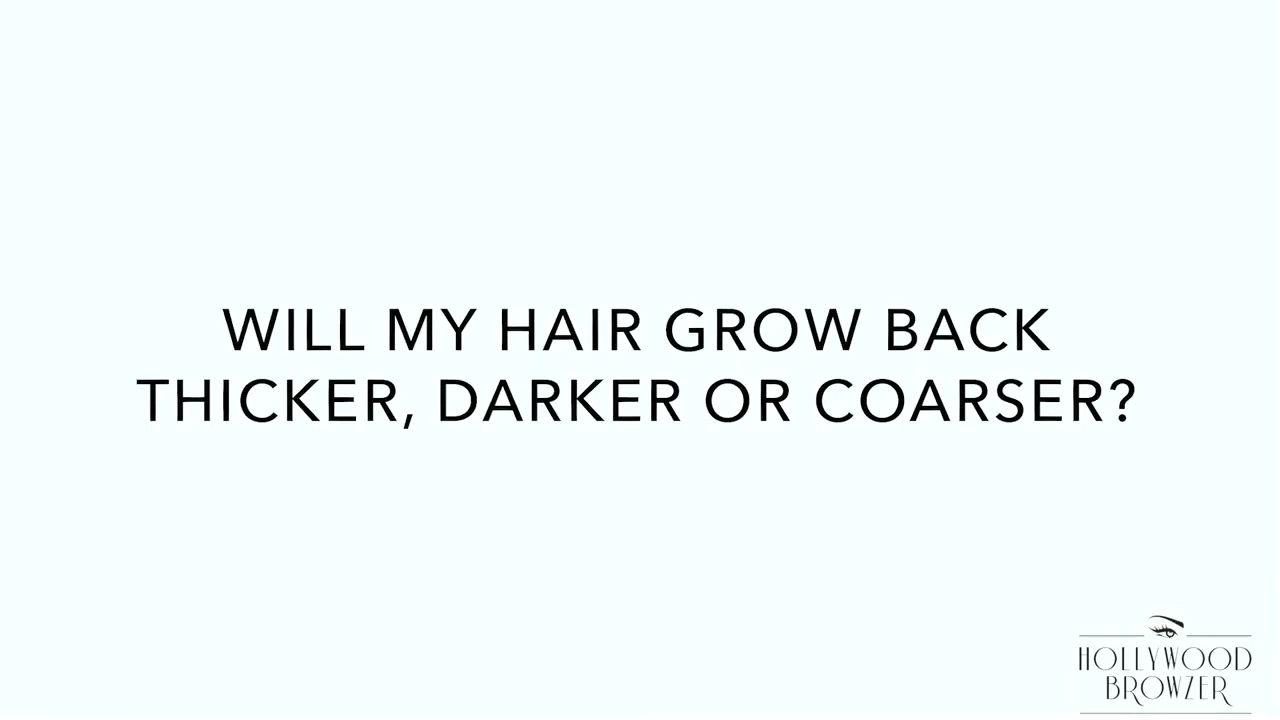 WILL MY HAIR GROW BACK
THICKER, DARKER OR COARSER?
HOLLYWOOD
BROWZER